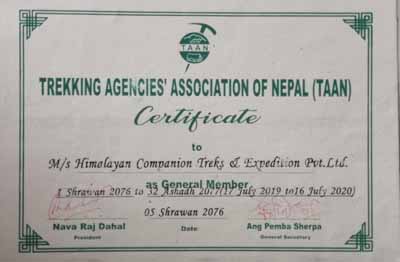 TAAN
TREKKING AGENCIES' ASSOCIATION OF NEPAL (TAAN)
Certificate
to
M/s Himalayan Companion Treks & Expedition Pvt.Ltd.
as General Member
1 Shrawan 2076 to 32 Ashadh 2077(17 July 2019 to16 July 2020)
05 Shrawan 2076
Nava Raj Dahal
President
Date:
Ang Pemba Sherpa
General Secretary